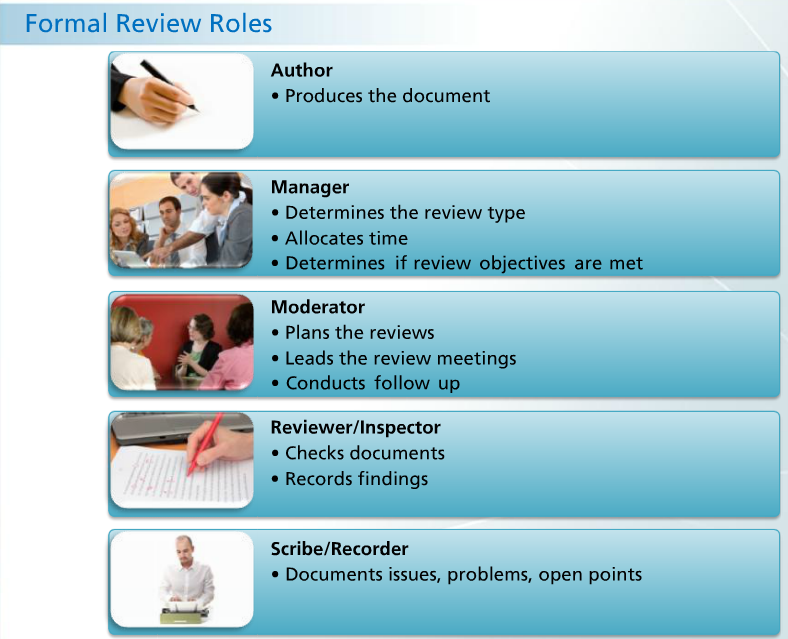 Formal Review Roles
Author
• Produces the document
Manager
• Determines the review type
• Allocates time
• Determines if review objectives are met
Moderator
• Plans the reviews
• Leads the review meetings
• Conducts follow up
Reviewer/Inspector
• Checks documents
• Records findings
Scribe/Recorder
• Documents issues, problems, open points